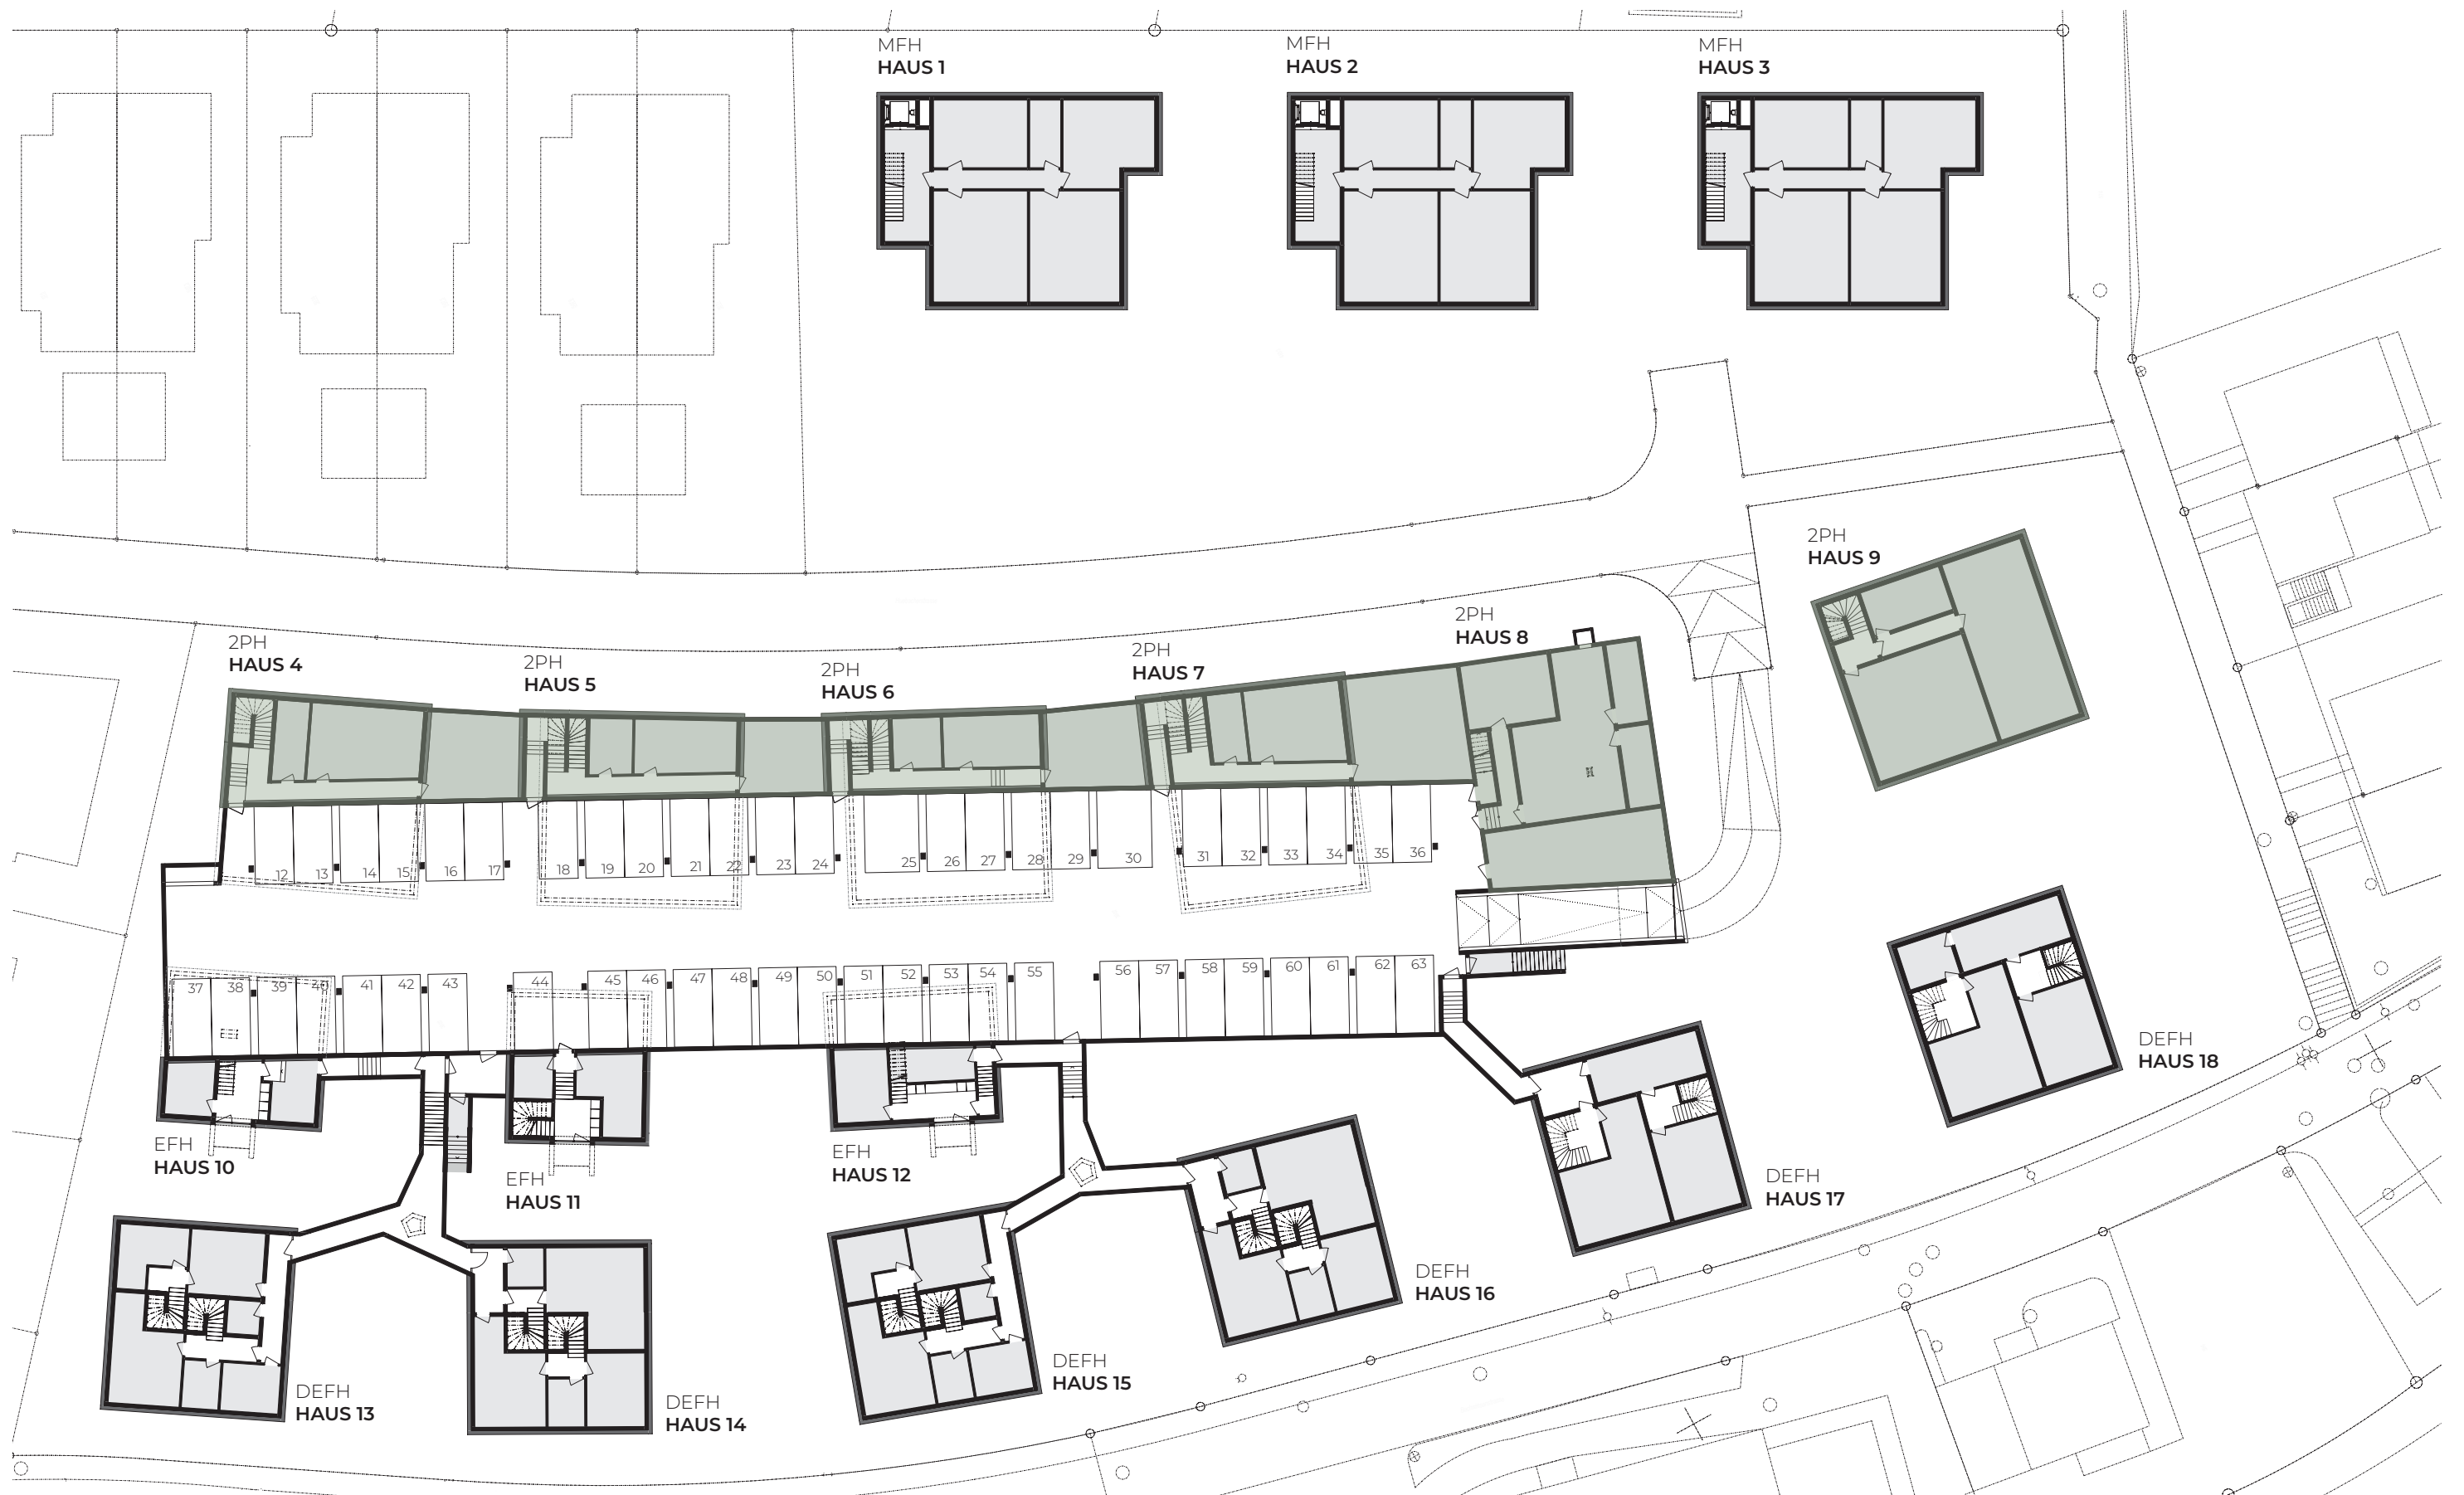 MFH
HAUS 1
MFH
HAUS 2
MFH
HAUS 3
2PH
HAUS 9
2PH
HAUS 8
2PH
HAUS 4
2PH
HAUS 5
2PH
HAUS 6
2PH
HAUS 7
12 13 14 15 16 17 18 19 20 21 22 23 24 25 26 27 28 29 30 31 32 33 34 35 36
37 38 39 40 41 42 43 44 45 46 47 48 49 50 51 52 53 54 55 56 57 58 59 60 61 62 63
DEFH
HAUS 18
EFH
HAUS 10
EFH
HAUS 11
EFH
HAUS 12
DEFH
HAUS 17
DEFH
HAUS 16
DEFH
HAUS 15
DEFH
HAUS 13
DEFH
HAUS 14